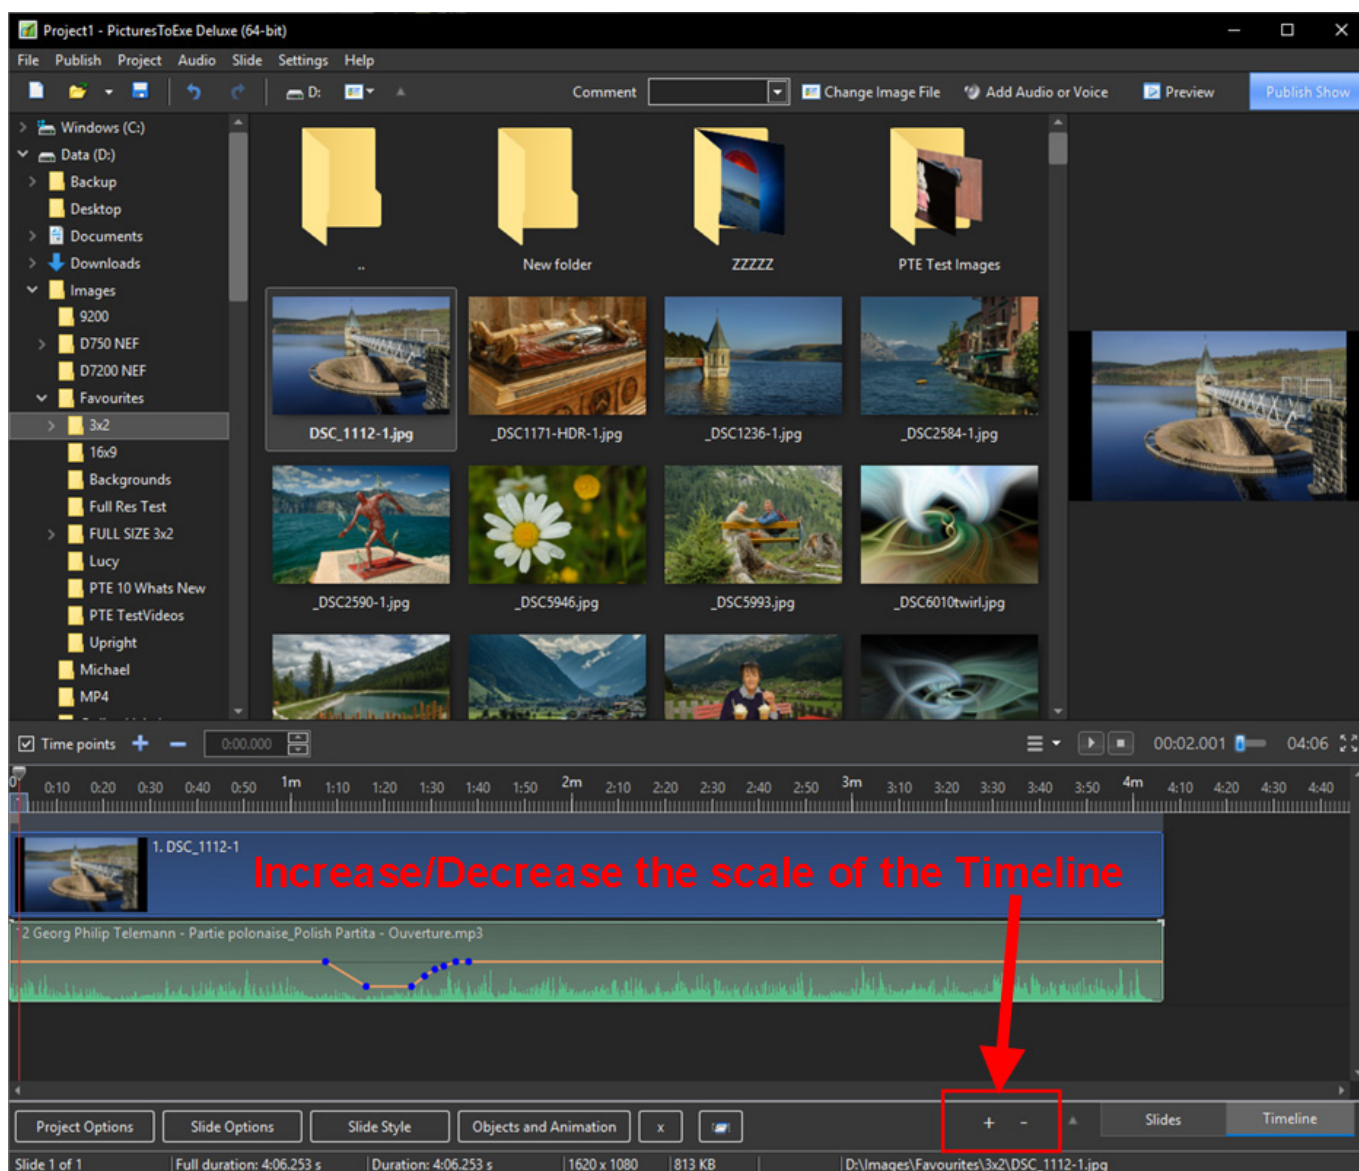 Project1 - PicturesToExe Deluxe (64-bit)
File Publish Project Audio Slide Settings Help
D: Comment Change Image File Add Audio or Voice Preview Publish Show
Windows (C:)
Data (D:)
Backup
Desktop
Documents
Downloads
Images
9200
D750 NEF
D7200 NEF
Favourites
3x2
16x9
Backgrounds
Full Res Test
FULL SIZE 3x2
Lucy
PTE 10 Whats New
PTE TestVideos
Upright
Michael
MP4
.. New folder ZZZZZ PTE Test Images
DSC_1112-1.jpg _DSC1171-HDR-1.jpg _DSC1236-1.jpg _DSC2584-1.jpg
_DSC2590-1.jpg _DSC5946.jpg _DSC5993.jpg _DSC6010twirl.jpg
Time points + − 0:00.000 00:02.001 04:06
0 0:10 0:20 0:30 0:40 0:50 1m 1:10 1:20 1:30 1:40 1:50 2m 2:10 2:20 2:30 2:40 2:50 3m 3:10 3:20 3:30 3:40 3:50 4m 4:10 4:20 4:30 4:40
1
1. DSC_1112-1
Increase/Decrease the scale of the Timeline
2 Georg Philip Telemann - Partie polonaise_Polish Partita - Ouverture.mp3
Project Options Slide Options Slide Style Objects and Animation x + - Slides Timeline
Slide 1 of 1 Full duration: 4:06.253 s Duration: 4:06.253 s 1620 x 1080 813 KB D:\Images\Favourites\3x2\DSC_1112-1.jpg